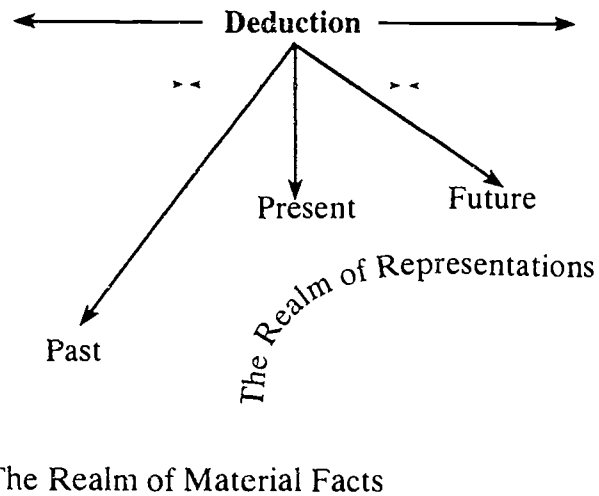 Deduction
Present
Future
The Realm of Representations
Past
The Realm of Material Facts